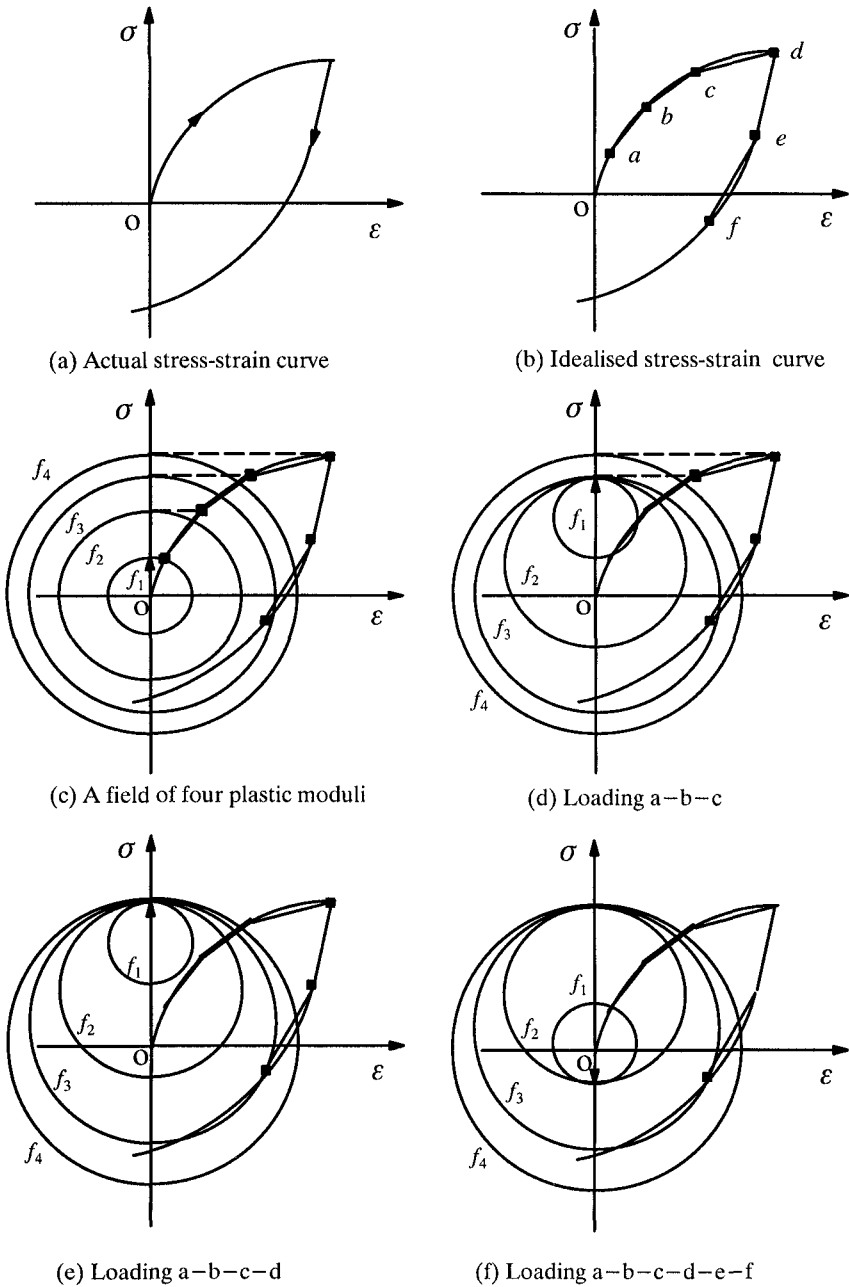 σ
O
ε
(a) Actual stress-strain curve
σ
a
b
c
d
e
f
O
ε
(b) Idealised stress-strain curve
σ
f4
f3
f2
f1
O
ε
(c) A field of four plastic moduli
σ
f1
f2
f3
f4
O
ε
(d) Loading a-b-c
σ
f1
f2
f3
f4
O
ε
(e) Loading a-b-c-d
σ
f1
f2
f3
f4
O
ε
(f) Loading a-b-c-d-e-f